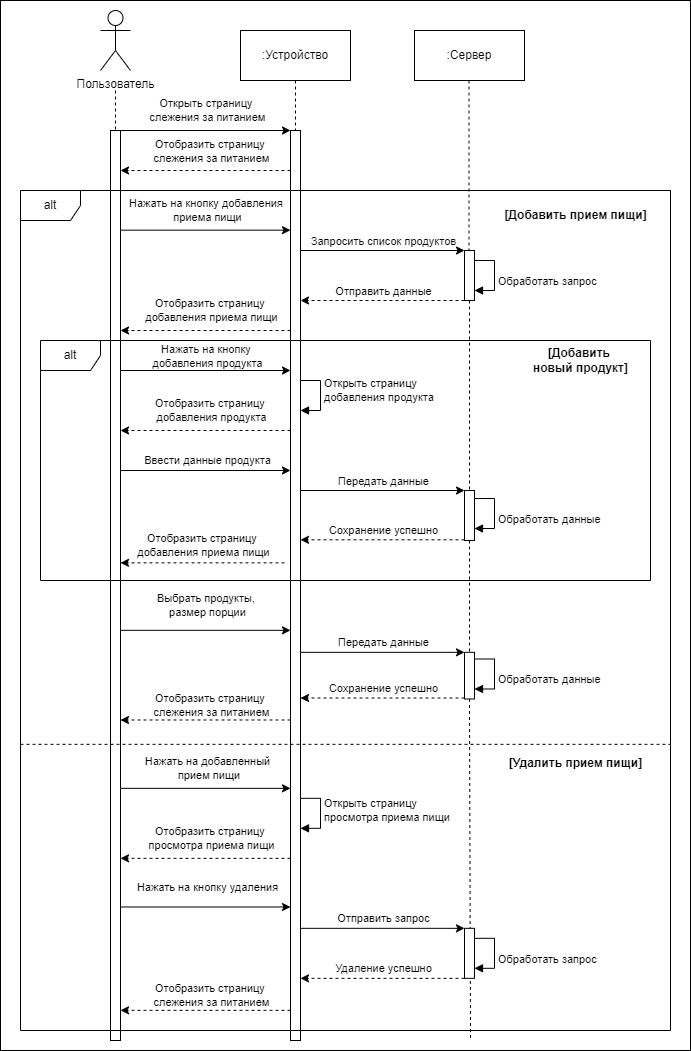 Пользователь
:Устройство
:Сервер
Открыть страницу
слежения за питанием
Отобразить страницу
слежения за питанием
alt
[Добавить прием пищи]
Нажать на кнопку добавления
приема пищи
Запросить список продуктов
Обработать запрос
Отправить данные
Отобразить страницу
добавления приема пищи
alt
[Добавить
новый продукт]
Нажать на кнопку
добавления продукта
Открыть страницу
добавления продукта
Отобразить страницу
добавления продукта
Ввести данные продукта
Передать данные
Обработать данные
Сохранение успешно
Отобразить страницу
добавления приема пищи
Выбрать продукты,
размер порции
Передать данные
Обработать данные
Сохранение успешно
Отобразить страницу
слежения за питанием
[Удалить прием пищи]
Нажать на добавленный
прием пищи
Открыть страницу
просмотра приема пищи
Отобразить страницу
просмотра приема пищи
Нажать на кнопку удаления
Отправить запрос
Обработать запрос
Удаление успешно
Отобразить страницу
слежения за питанием